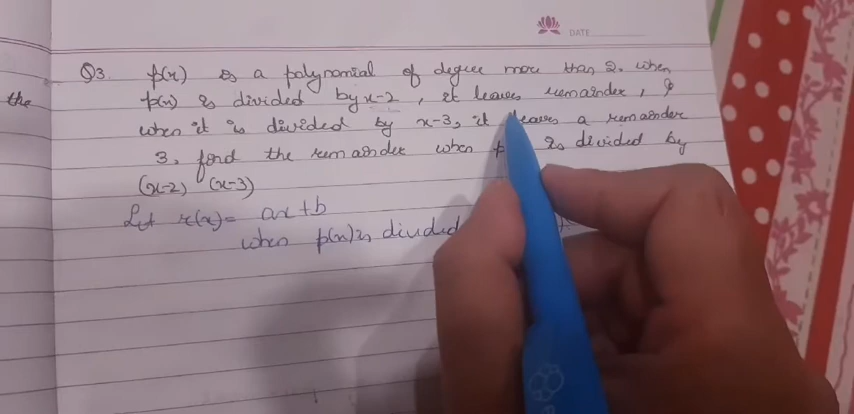 DATE
the
Q3. p(x) is a polynomial of degree more than 2. when
p(x) is divided by x-2, it leaves remainder, &
when it is divided by x-3, it leaves a remainder
3, find the remainder when p is divided by
(x-2) (x-3)
Let r(x) = ax+b
when p(x) is divided